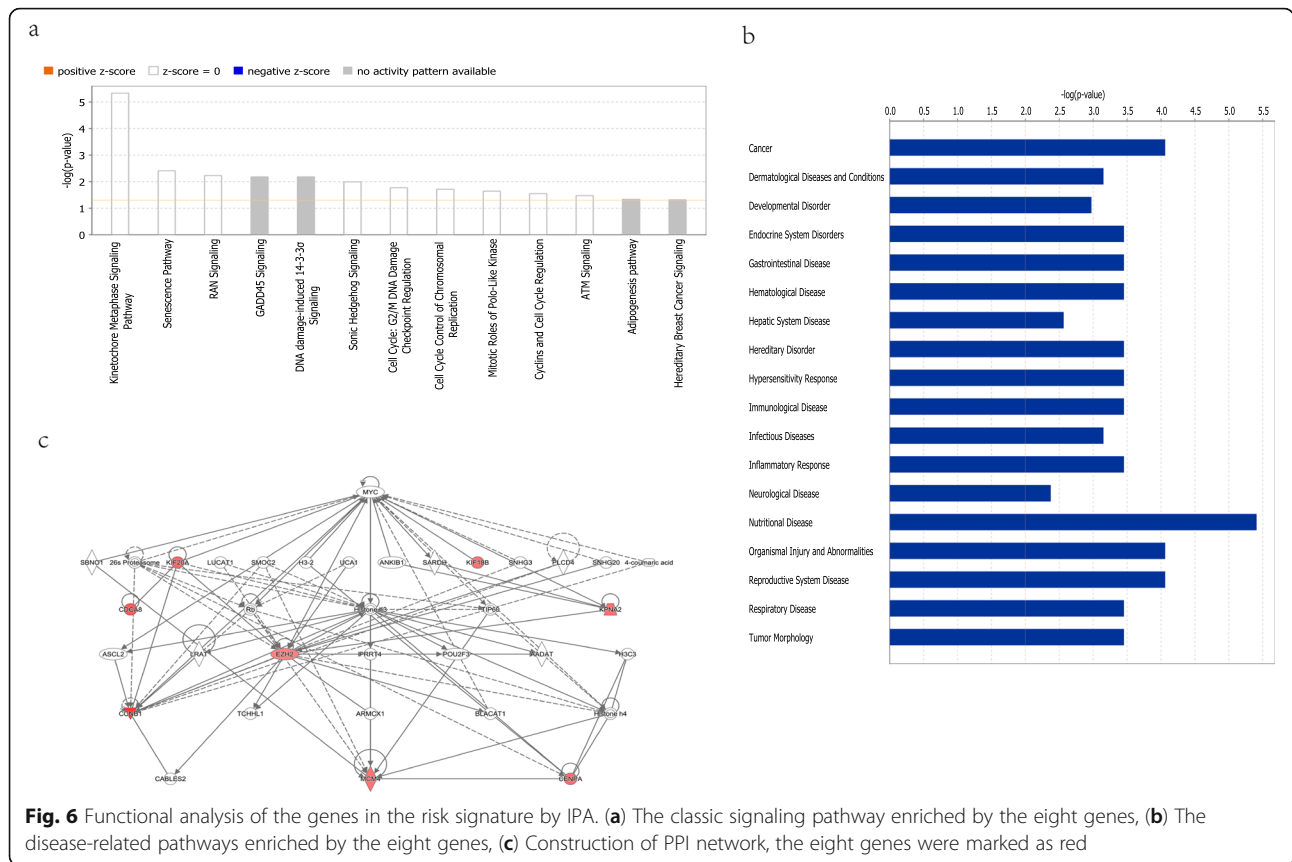 a
positive z-score z-score = 0 negative z-score no activity pattern available
-log(p-value)
5
4
3
2
1
0
Kinetochore Metaphase Signaling
Pathway
Senescence Pathway
RAN Signaling
GADD45 Signaling
DNA damage-induced 14-3-3σ
Signaling
Sonic Hedgehog Signaling
Cell Cycle: G2/M DNA Damage
Checkpoint Regulation
Cell Cycle Control of Chromosomal
Replication
Mitotic Roles of Polo-Like Kinase
Cyclins and Cell Cycle Regulation
ATM Signaling
Adipogenesis pathway
Hereditary Breast Cancer Signaling
b
-log(p-value)
0.0 0.5 1.0 1.5 2.0 2.5 3.0 3.5 4.0 4.5 5.0 5.5
Cancer
Dermatological Diseases and Conditions
Developmental Disorder
Endocrine System Disorders
Gastrointestinal Disease
Hematological Disease
Hepatic System Disease
Hereditary Disorder
Hypersensitivity Response
Immunological Disease
Infectious Diseases
Inflammatory Response
Neurological Disease
Nutritional Disease
Organismal Injury and Abnormalities
Reproductive System Disease
Respiratory Disease
Tumor Morphology
c
MYC
SBNO1 26s Proteasome KIF20A LUCAT1 SMOC2 H3-2 UCA1 ANKIB1 SARDH KIF18B SNHG3 PLCD4 SNHG20 4-coumaric acid
CDCA8 Rb Histone h3 TIP60 KPNA2
ASCL2 LRAT EZH2 IPRRT4 POU2F3 AADAT H3C3
CCNB1 TCHHL1 ARMCX1 BLACAT1 Histone h4
CABLES2 MCM4 CENPA
Fig. 6 Functional analysis of the genes in the risk signature by IPA. (a) The classic signaling pathway enriched by the eight genes, (b) The
disease-related pathways enriched by the eight genes, (c) Construction of PPI network, the eight genes were marked as red